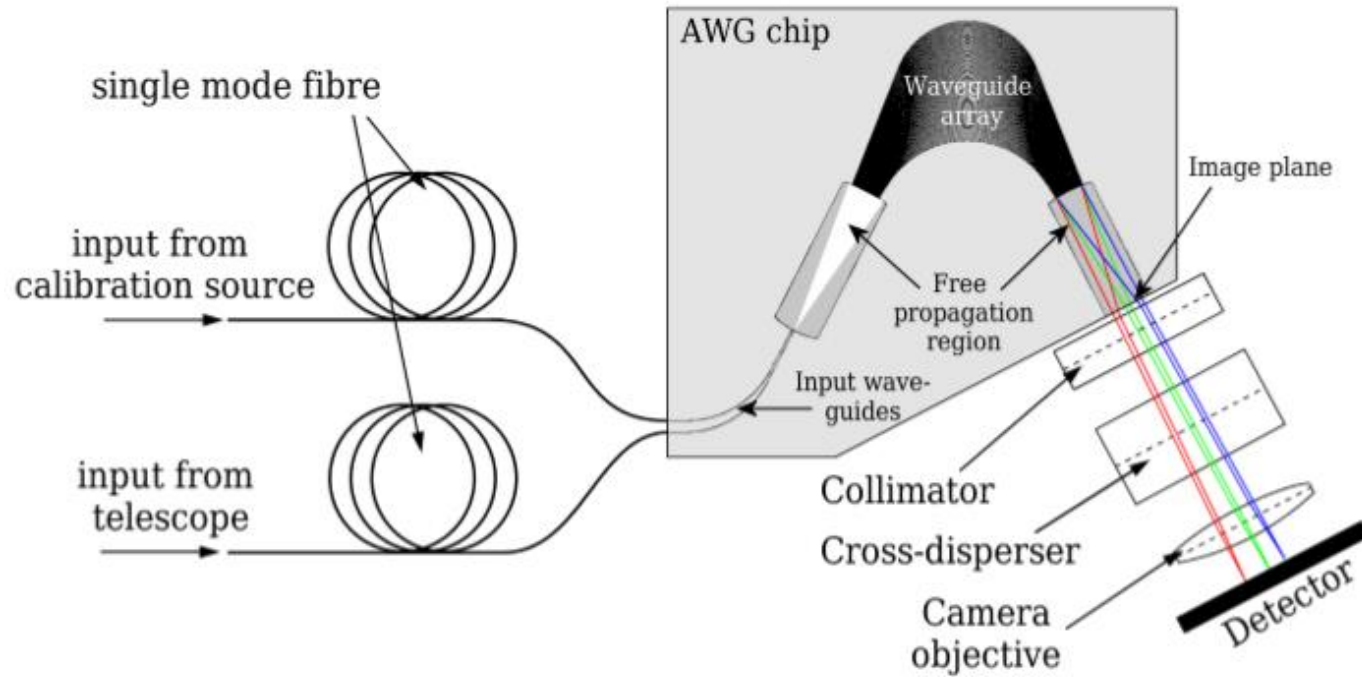 AWG chip
single mode fibre
Waveguide
array
Image plane
input from
calibration source
Free
propagation
region
Input wave-
guides
input from
telescope
Collimator
Cross-disperser
Camera
objective
Detector